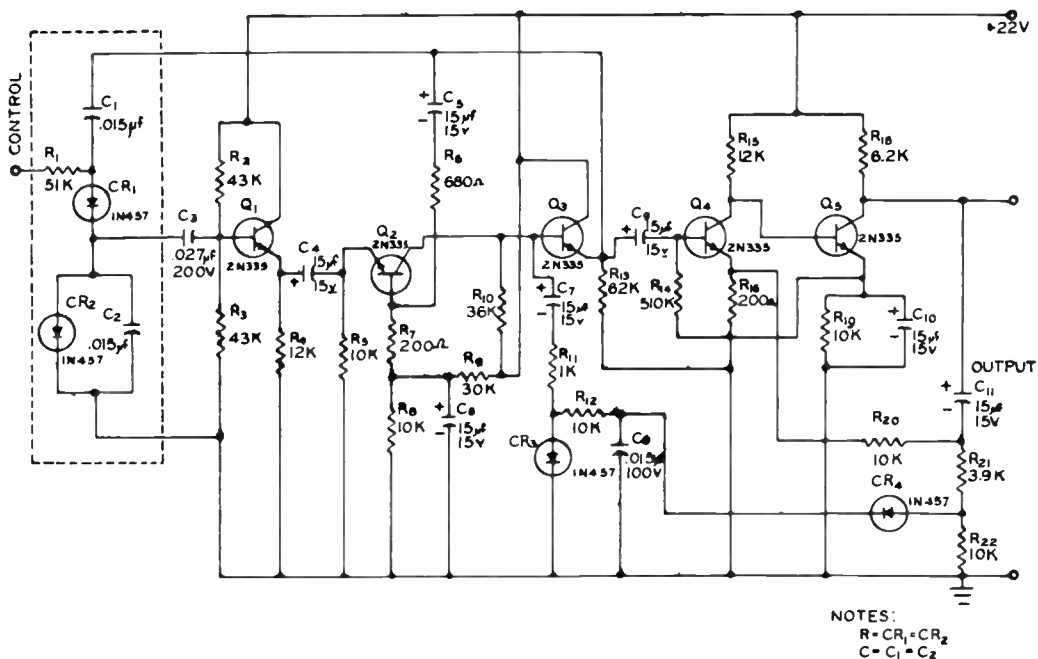 +22V
CONTROL
C1
.015µf
R1
51K
CR1
1N457
C3
.027µf
200V
CR2
1N457
C2
.015µf
R2
43K
Q1
2N335
R3
43K
R4
12K
C4
15µf
15V
R5
10K
Q2
2N335
C5
15µf
15V
R6
680Ω
R7
200Ω
R8
10K
R9
30K
C6
15µf
15V
R10
36K
Q3
2N335
C7
15µf
15V
R11
1K
R12
10K
CR3
1N457
C8
.015µf
100V
R13
62K
C9
15µf
15V
R14
510K
Q4
2N335
R15
12K
R16
200Ω
R18
6.2K
Q5
2N335
R19
10K
C10
15µf
15V
OUTPUT
C11
15µf
15V
R20
10K
R21
3.9K
CR4
1N457
R22
10K
NOTES:
R=CR1=CR2
C=C1=C2